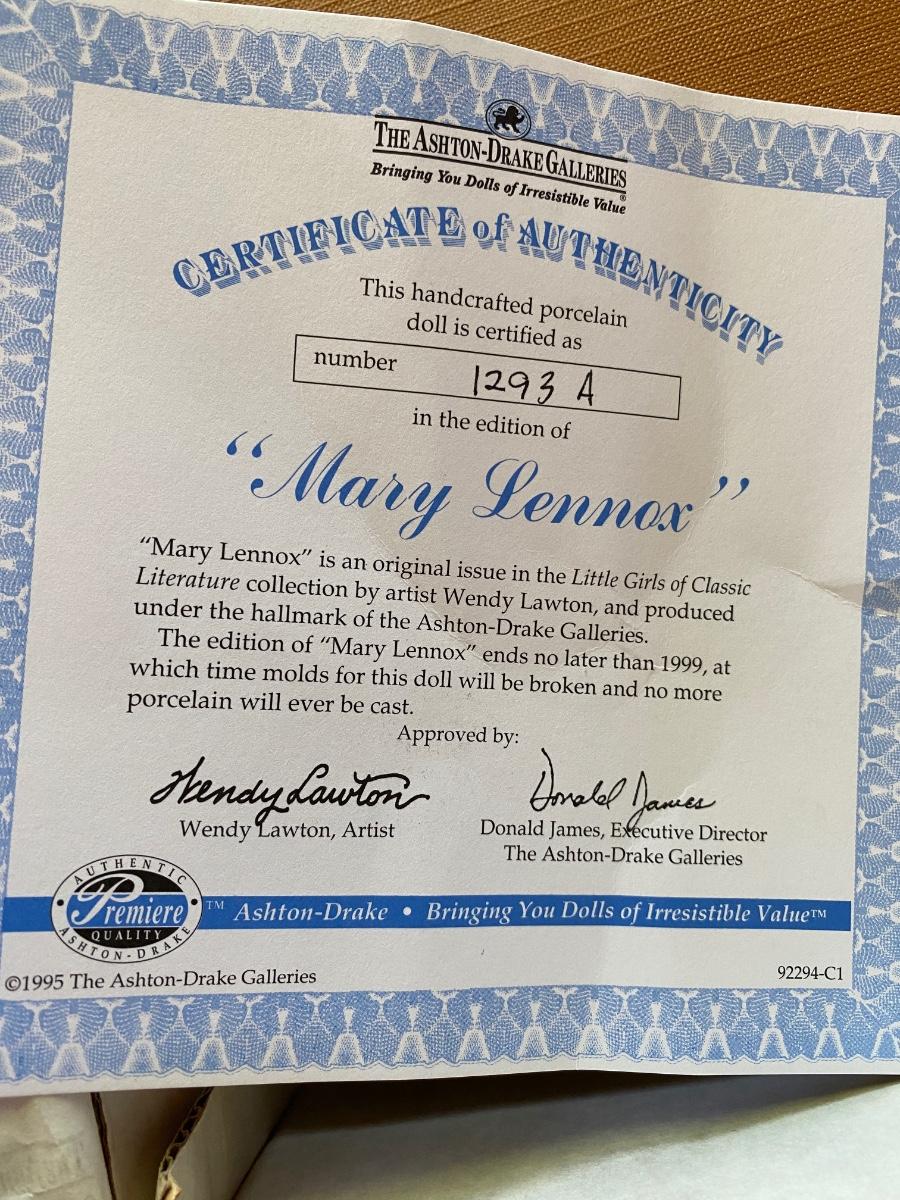 THE ASHTON-DRAKE GALLERIES
Bringing You Dolls of Irresistible Value®
CERTIFICATE of AUTHENTICITY
This handcrafted porcelain
doll is certified as
number 1293 A
in the edition of
“Mary Lennox”
“Mary Lennox” is an original issue in the Little Girls of Classic
Literature collection by artist Wendy Lawton, and produced
under the hallmark of the Ashton-Drake Galleries.
The edition of “Mary Lennox” ends no later than 1999, at
which time molds for this doll will be broken and no more
porcelain will ever be cast.
Approved by:
Wendy Lawton Donald James
Wendy Lawton, Artist Donald James, Executive Director
The Ashton-Drake Galleries
AUTHENTIC
Premiere™ Ashton-Drake • Bringing You Dolls of Irresistible Value™
QUALITY
ASHTON-DRAKE
©1995 The Ashton-Drake Galleries 92294-C1